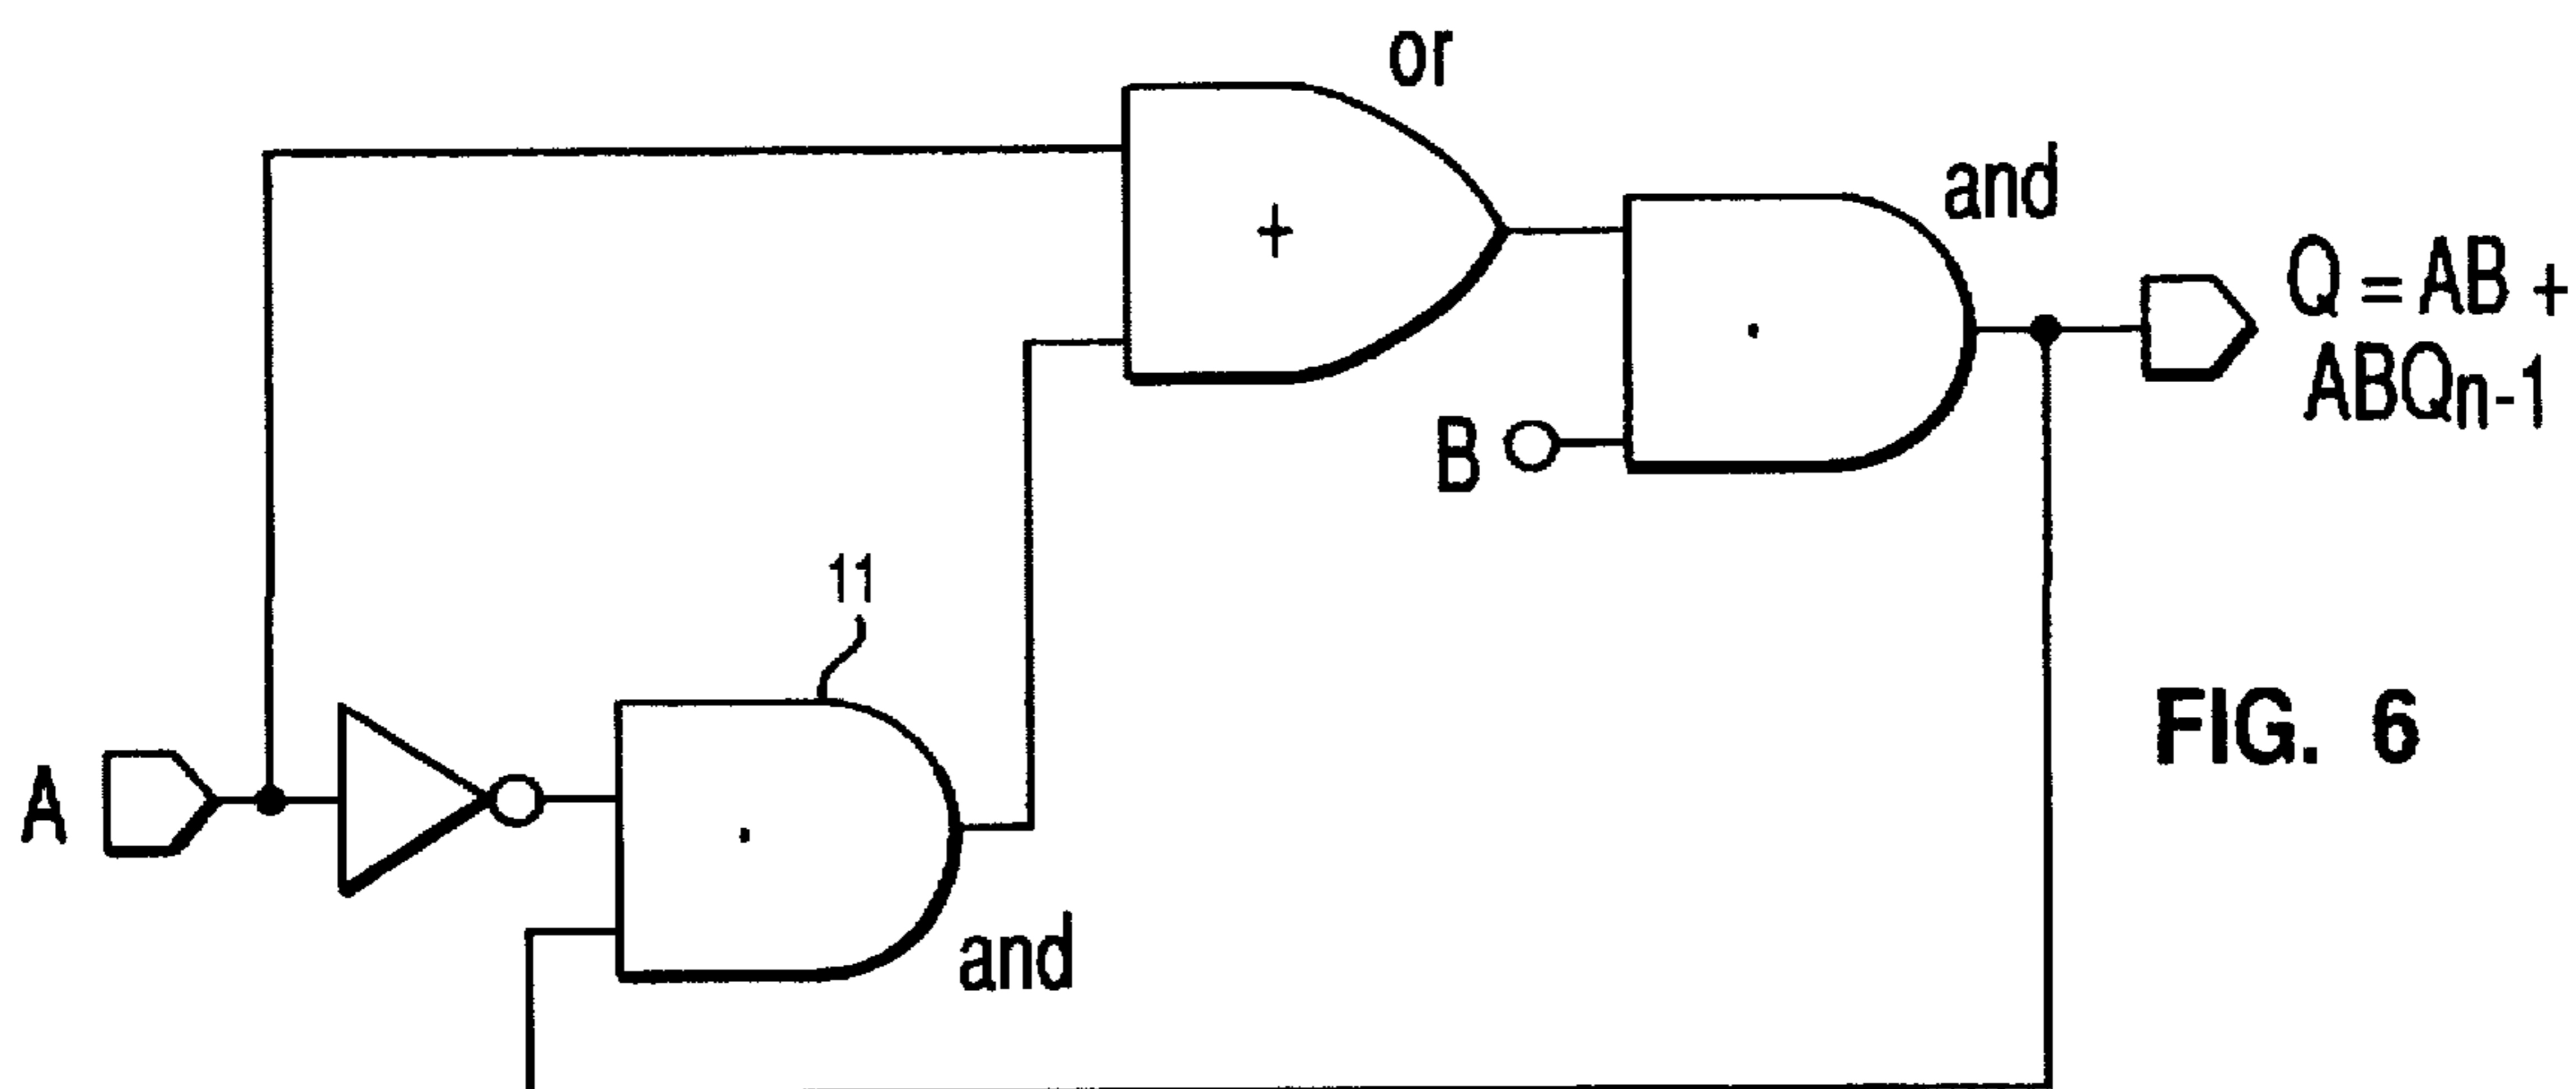 or
and
Q = AB +
ABQn-1
B
11
A
and
FIG. 6
+